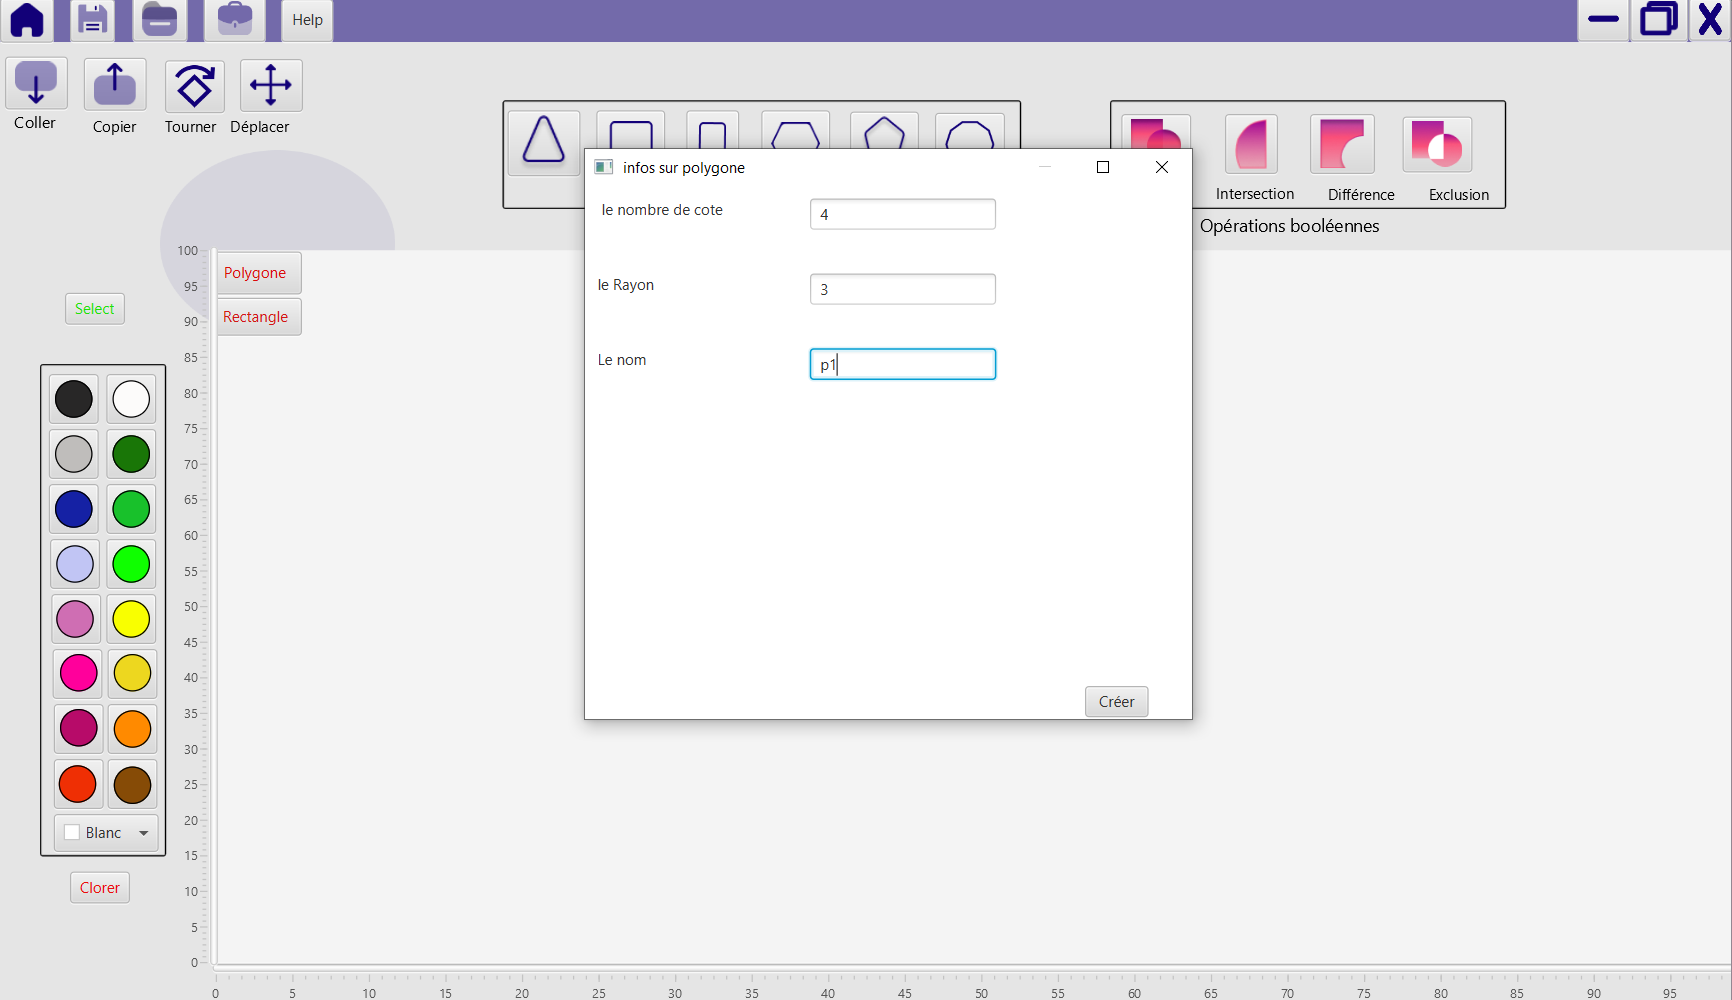 Help
Coller
Copier
Tourner
Déplacer
Intersection
Différence
Exclusion
Opérations booléennes
infos sur polygone
le nombre de cote
4
le Rayon
3
Le nom
p1
Créer
Polygone
Rectangle
Select
Blanc
Clorer
100
95
90
85
80
75
70
65
60
55
50
45
40
35
30
25
20
15
10
5
0
0 5 10 15 20 25 30 35 40 45 50 55 60 65 70 75 80 85 90 95